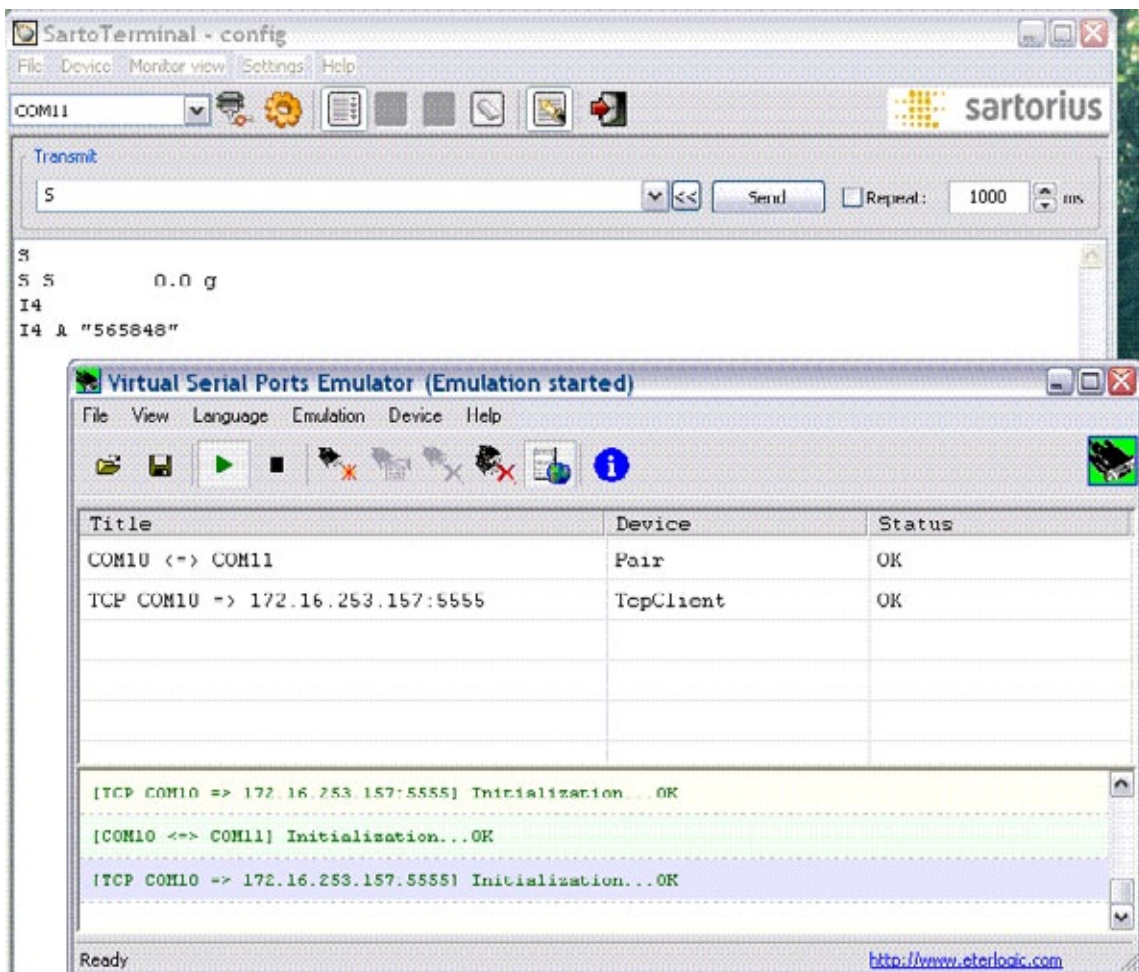 SartoTerminal - config
File Device Monitor view Settings Help
COM11
sartorius
Transmit
S
<< Send Repeat: 1000 ms
S
S S 0.0 g
I4
I4 A "565848"
Virtual Serial Ports Emulator (Emulation started)
File View Language Emulation Device Help
Title Device Status
COM10 <=> COM11 Pair OK
TCP COM10 => 172.16.253.157:5555 TcpClient OK
[TCP COM10 => 172.16.253.157:5555] Initialization...OK
[COM10 <=> COM11] Initialization...OK
[TCP COM10 => 172.16.253.157:5555] Initialization...OK
Ready http://www.eterlogic.com